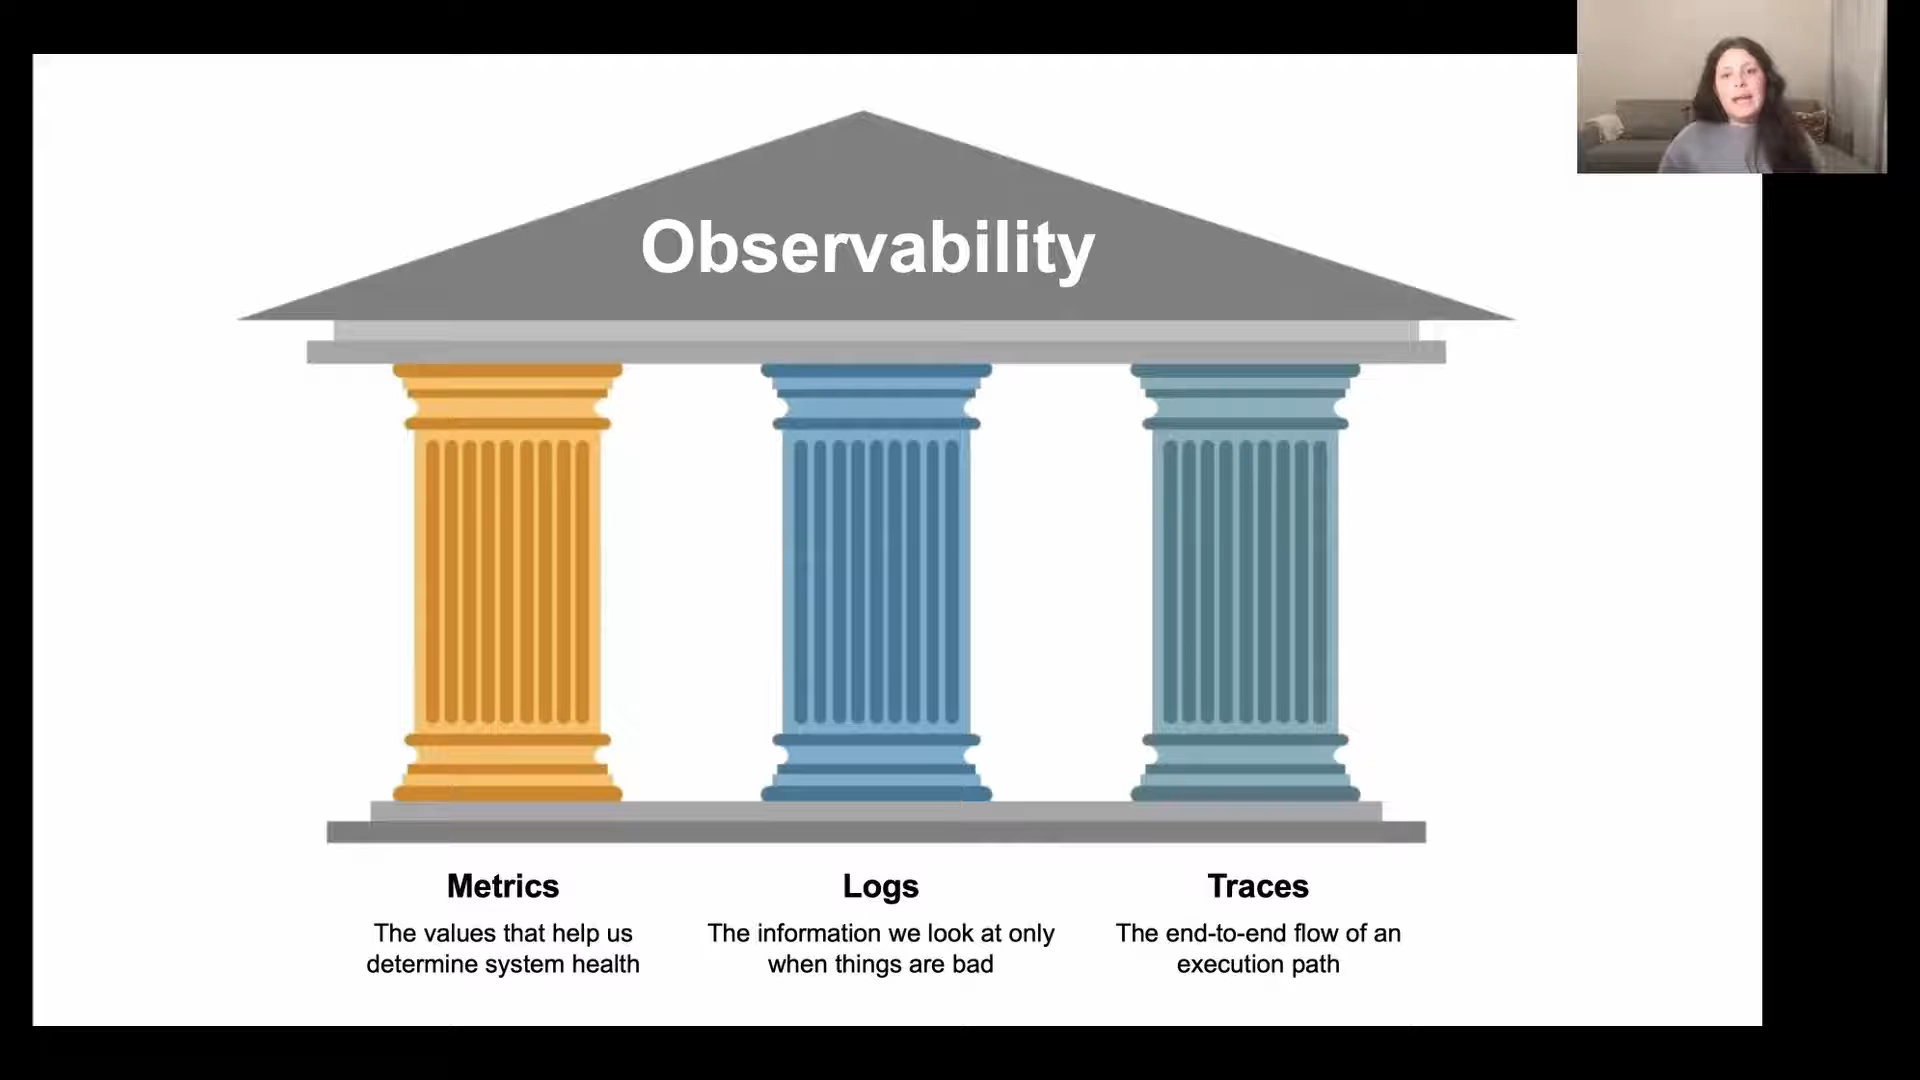 Observability
Metrics
The values that help us
determine system health
Logs
The information we look at only
when things are bad
Traces
The end-to-end flow of an
execution path